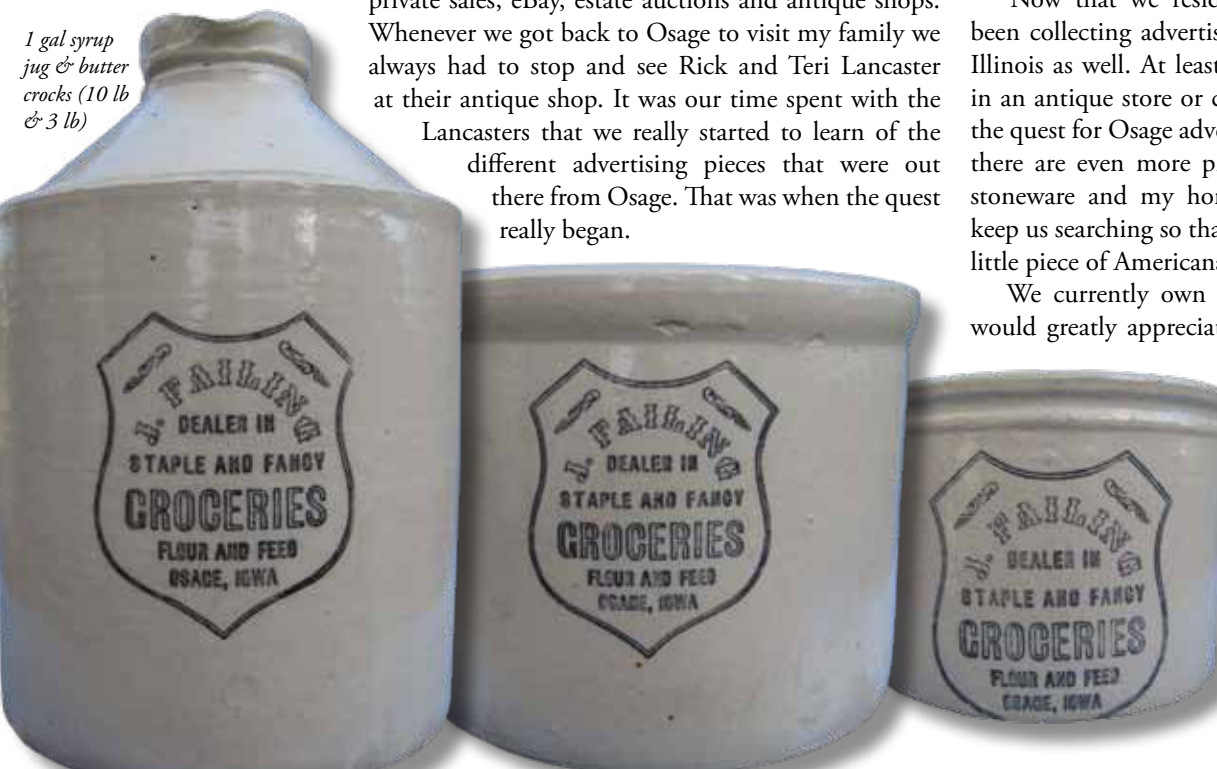 1 gal syrup
jug & butter
crocks (10 lb
& 3 lb)
private sales, eBay, estate auctions and antique shops.
Whenever we got back to Osage to visit my family we
always had to stop and see Rick and Teri Lancaster
at their antique shop. It was our time spent with the
Lancasters that we really started to learn of the
different advertising pieces that were out
there from Osage. That was when the quest
really began.
Now that we
been collecting
Illinois as well. At least
in an antique store or
the quest for Osage
there are even more
stoneware and my
keep us searching so
little piece of
We currently own
would greatly
J. FAILING
DEALER IN
STAPLE AND FANCY
GROCERIES
FLOUR AND FEED
OSAGE, IOWA
J. FAILING
DEALER IN
STAPLE AND FANCY
GROCERIES
FLOUR AND FEED
OSAGE, IOWA
J. FAILING
DEALER IN
STAPLE AND FANCY
GROCERIES
FLOUR AND FEED
OSAGE, IOWA